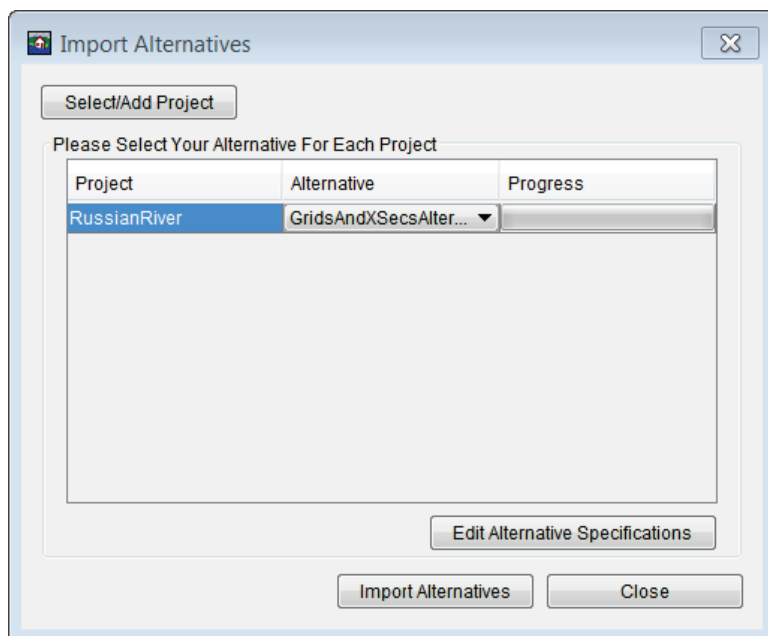 Import Alternatives
Select/Add Project
Please Select Your Alternative For Each Project
Project Alternative Progress
RussianRiver GridsAndXSecsAlter...
Edit Alternative Specifications
Import Alternatives Close